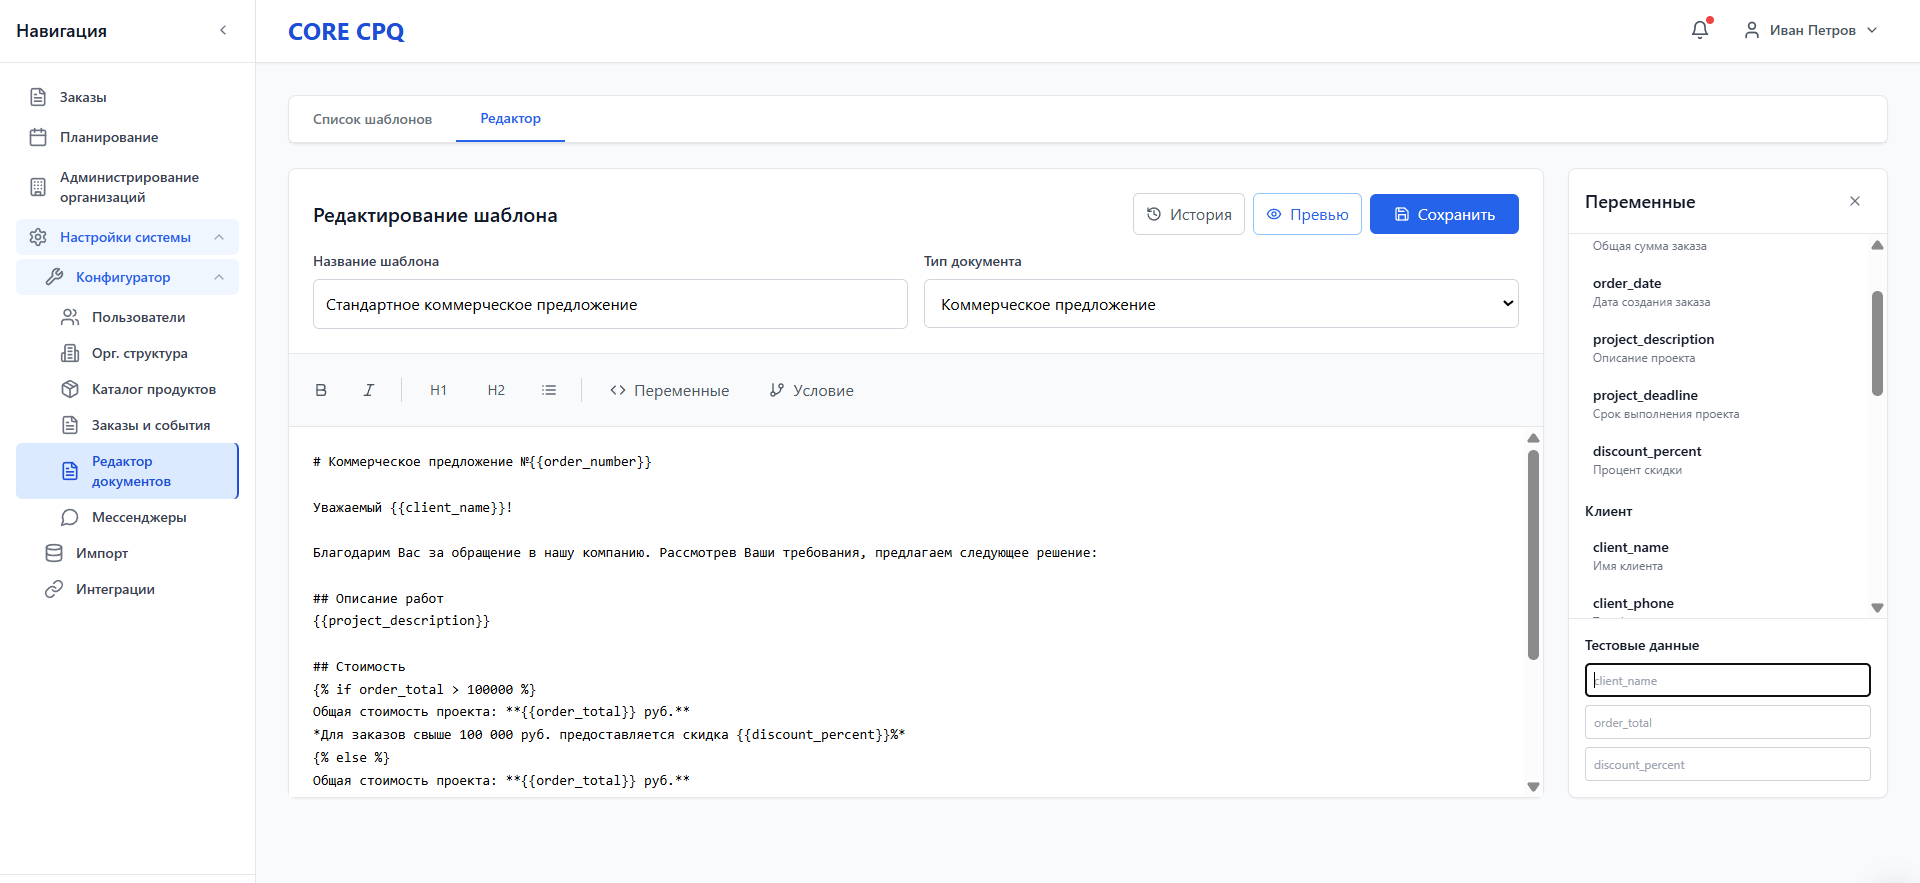 Навигация
CORE CPQ
Иван Петров
Заказы
Планирование
Администрирование
организаций
Настройки системы
Конфигуратор
Пользователи
Орг. структура
Каталог продуктов
Заказы и события
Редактор
документов
Мессенджеры
Импорт
Интеграции
Список шаблонов
Редактор
Редактирование шаблона
История
Превью
Сохранить
Название шаблона
Тип документа
Стандартное коммерческое предложение
Коммерческое предложение
B
I
H1
H2
Переменные
Условие
# Коммерческое предложение №{{order_number}}
Уважаемый {{client_name}}!
Благодарим Вас за обращение в нашу компанию. Рассмотрев Ваши требования, предлагаем следующее решение:
## Описание работ
{{project_description}}
## Стоимость
{% if order_total > 100000 %}
Общая стоимость проекта: **{{order_total}} руб.**
*Для заказов свыше 100 000 руб. предоставляется скидка {{discount_percent}}%*
{% else %}
Общая стоимость проекта: **{{order_total}} руб.**
Переменные
Общая сумма заказа
order_date
Дата создания заказа
project_description
Описание проекта
project_deadline
Срок выполнения проекта
discount_percent
Процент скидки
Клиент
client_name
Имя клиента
client_phone
Тестовые данные
client_name
order_total
discount_percent